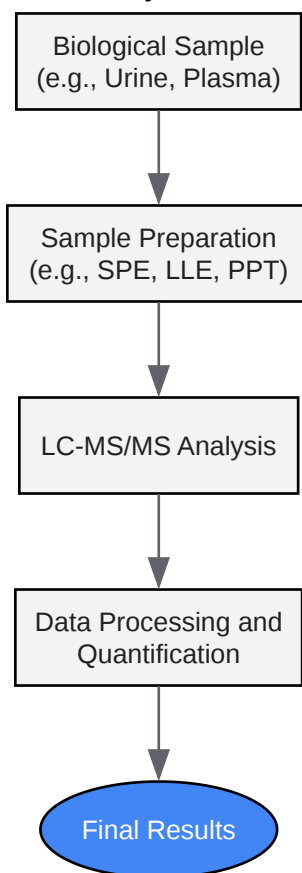 Biological Sample
(e.g., Urine, Plasma)
Sample Preparation
(e.g., SPE, LLE, PPT)
LC-MS/MS Analysis
Data Processing and
Quantification
Final Results